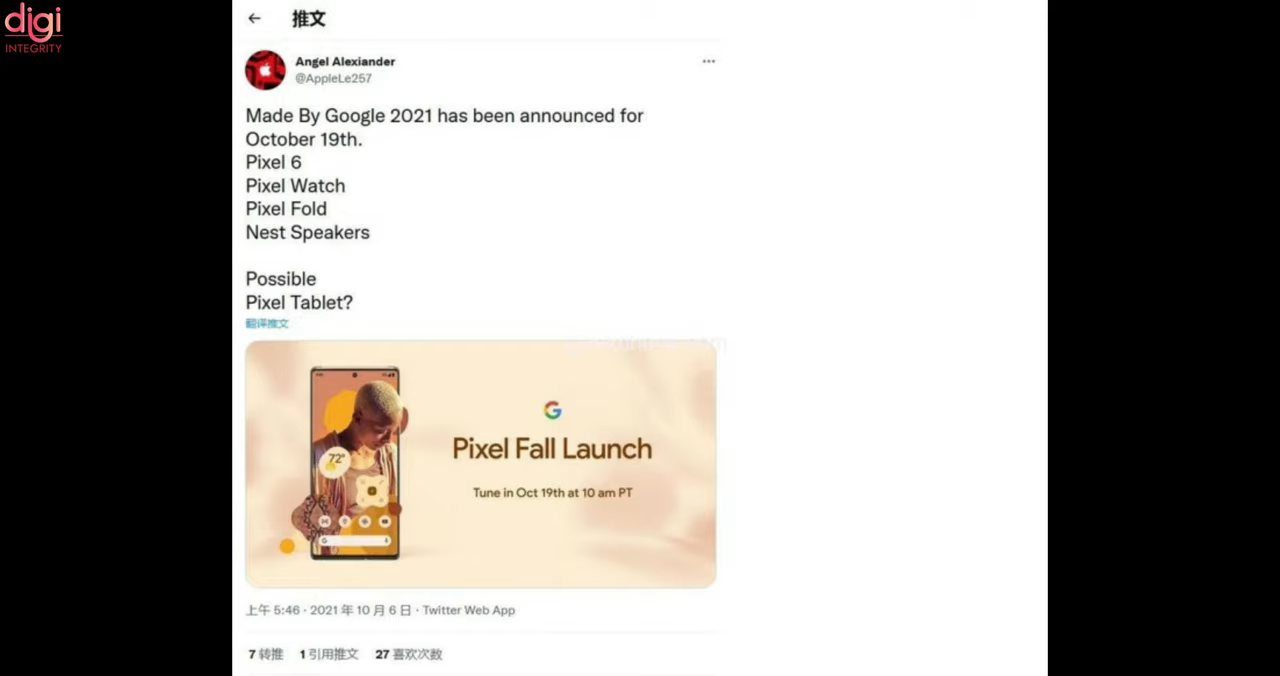 digi
INTEGRITY
推文
Angel Alexiander
@AppleLe257
Made By Google 2021 has been announced for
October 19th.
Pixel 6
Pixel Watch
Pixel Fold
Nest Speakers
Possible
Pixel Tablet?
翻译推文
72°
G
Pixel Fall Launch
Tune in Oct 19th at 10 am PT
上午 5:46 · 2021 年 10 月 6 日 · Twitter Web App
7 转推 1 引用推文 27 喜欢次数